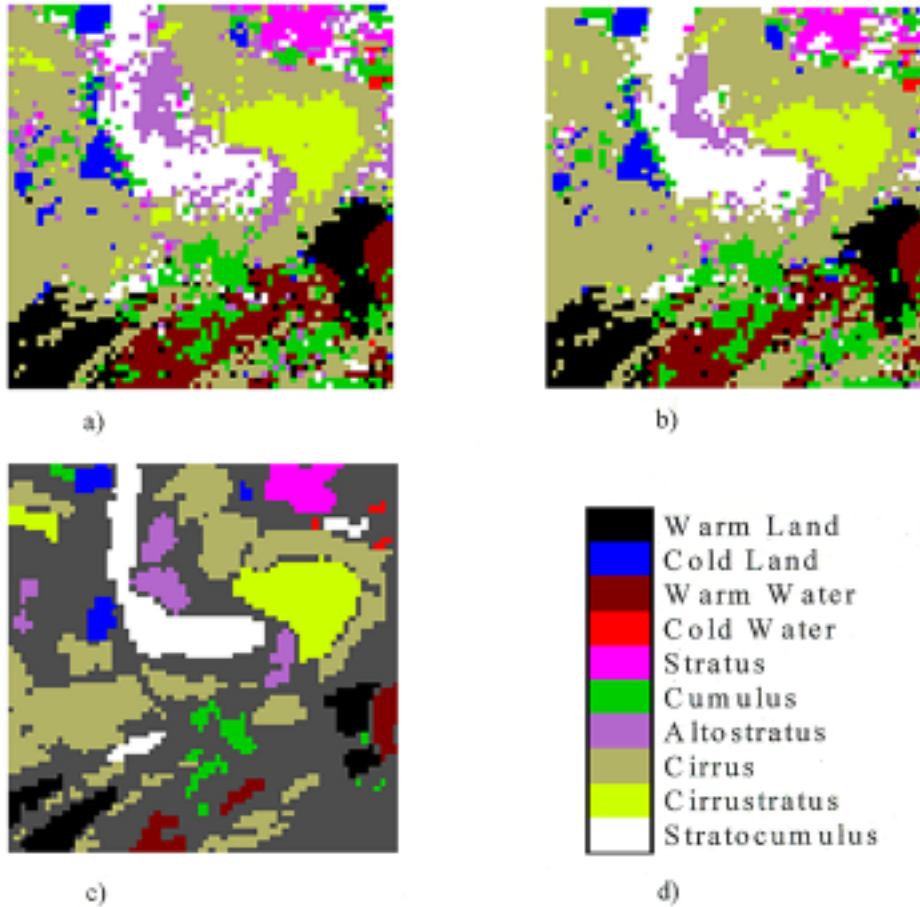 a)
b)
Warm Land
Cold Land
Warm Water
Cold Water
Stratus
Cumulus
Altostratus
Cirrus
Cirrustratus
Stratocumulus
c)
d)